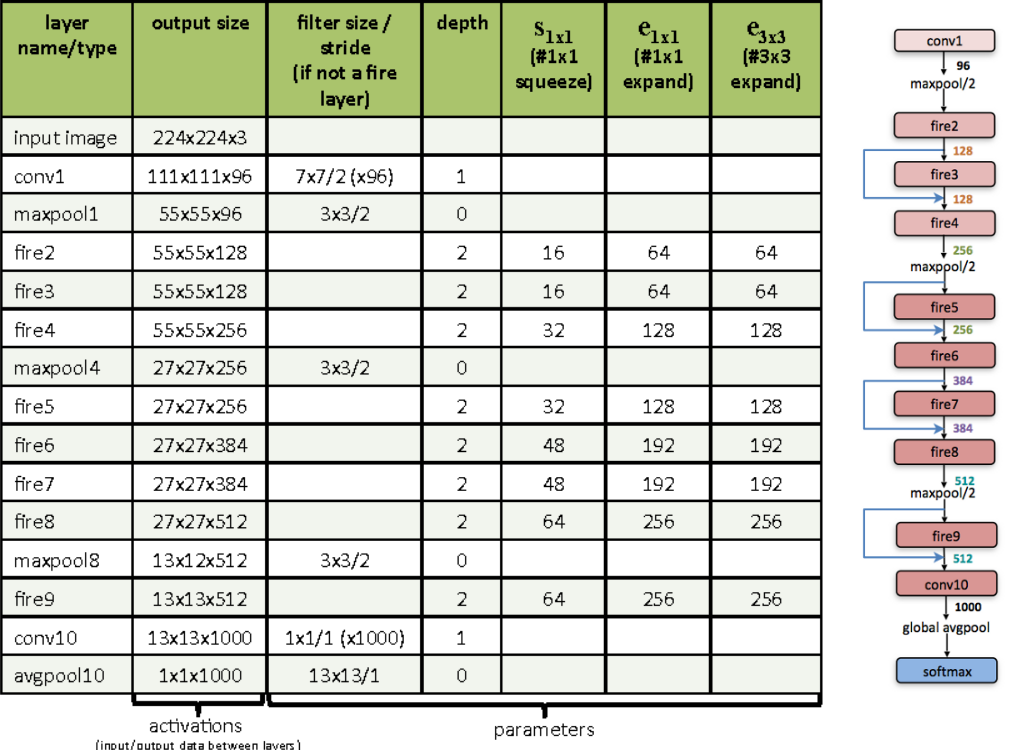 layer name/type | output size | filter size / stride (if not a fire layer) | depth | s1x1 (#1x1 squeeze) | e1x1 (#1x1 expand) | e3x3 (#3x3 expand)
input image | 224x224x3
conv1 | 111x111x96 | 7x7/2 (x96) | 1
maxpool1 | 55x55x96 | 3x3/2 | 0
fire2 | 55x55x128 | 2 | 16 | 64 | 64
fire3 | 55x55x128 | 2 | 16 | 64 | 64
fire4 | 55x55x256 | 2 | 32 | 128 | 128
maxpool4 | 27x27x256 | 3x3/2 | 0
fire5 | 27x27x256 | 2 | 32 | 128 | 128
fire6 | 27x27x384 | 2 | 48 | 192 | 192
fire7 | 27x27x384 | 2 | 48 | 192 | 192
fire8 | 27x27x512 | 2 | 64 | 256 | 256
maxpool8 | 13x12x512 | 3x3/2 | 0
fire9 | 13x13x512 | 2 | 64 | 256 | 256
conv10 | 13x13x1000 | 1x1/1 (x1000) | 1
avgpool10 | 1x1x1000 | 13x13/1 | 0
activations
(input/output data between layers)
parameters
conv1
96
maxpool/2
fire2
128
fire3
128
fire4
256
maxpool/2
fire5
256
fire6
384
fire7
384
fire8
512
maxpool/2
fire9
512
conv10
1000
global avgpool
softmax